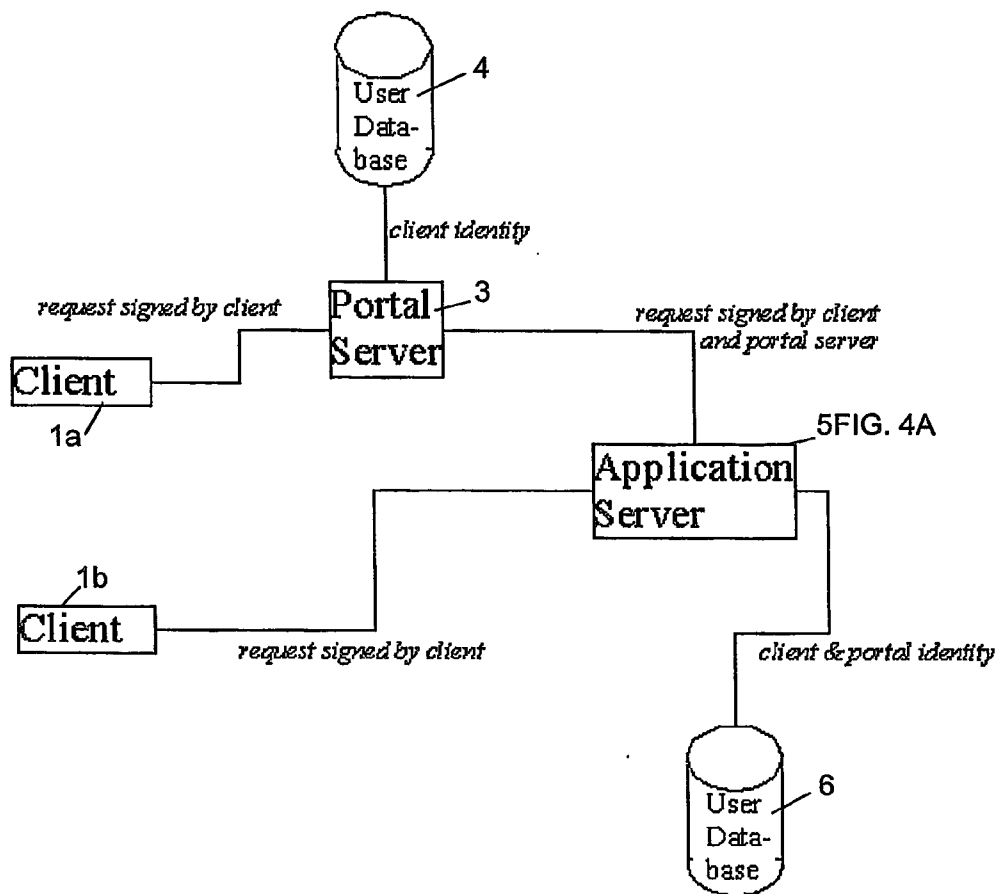 4
User
Data-
base
client identity
request signed by client
Portal
Server
3
request signed by client
and portal server
Client
1a
5FIG. 4A
Application
Server
1b
Client
request signed by client
client & portal identity
6
User
Data-
base